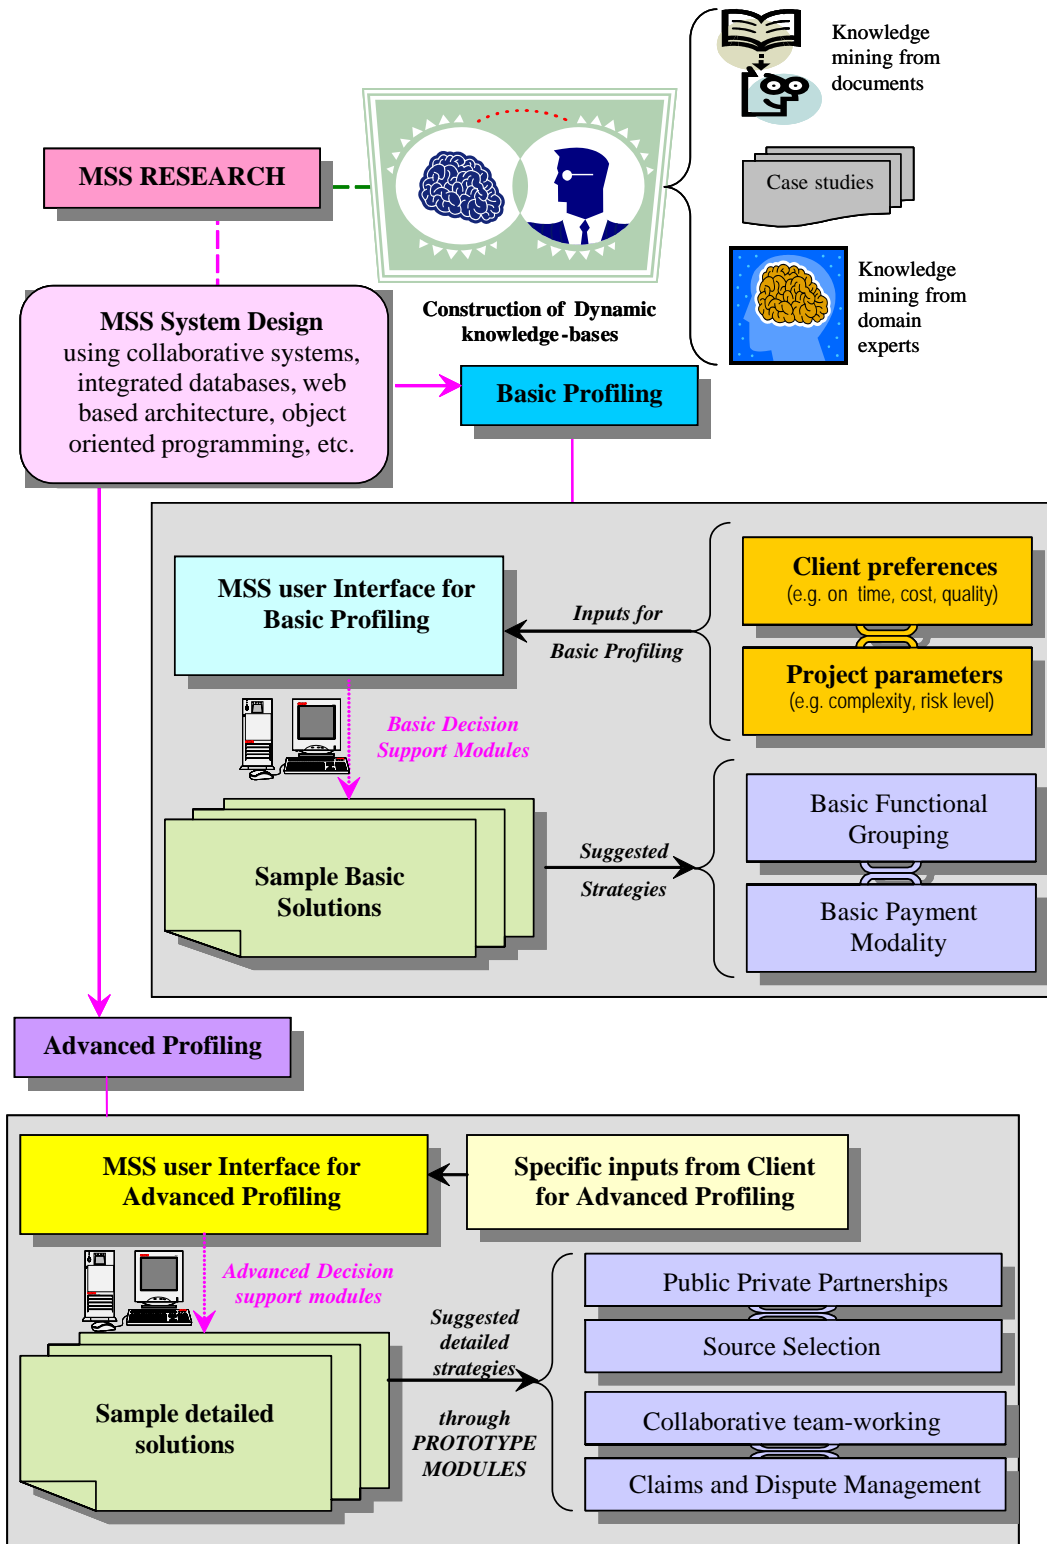 Knowledge
mining from
documents
MSS RESEARCH
Case studies
Knowledge
mining from
domain
experts
Construction of Dynamic
knowledge-bases
MSS System Design
using collaborative systems,
integrated databases, web
based architecture, object
oriented programming, etc.
Basic Profiling
MSS user Interface for
Basic Profiling
Inputs for
Basic Profiling
Client preferences
(e.g. on time, cost, quality)
Project parameters
(e.g. complexity, risk level)
Basic Decision
Support Modules
Sample Basic
Solutions
Suggested
Strategies
Basic Functional
Grouping
Basic Payment
Modality
Advanced Profiling
MSS user Interface for
Advanced Profiling
Specific inputs from Client
for Advanced Profiling
Advanced Decision
support modules
Sample detailed
solutions
Suggested
detailed
strategies
through
PROTOTYPE
MODULES
Public Private Partnerships
Source Selection
Collaborative team-working
Claims and Dispute Management